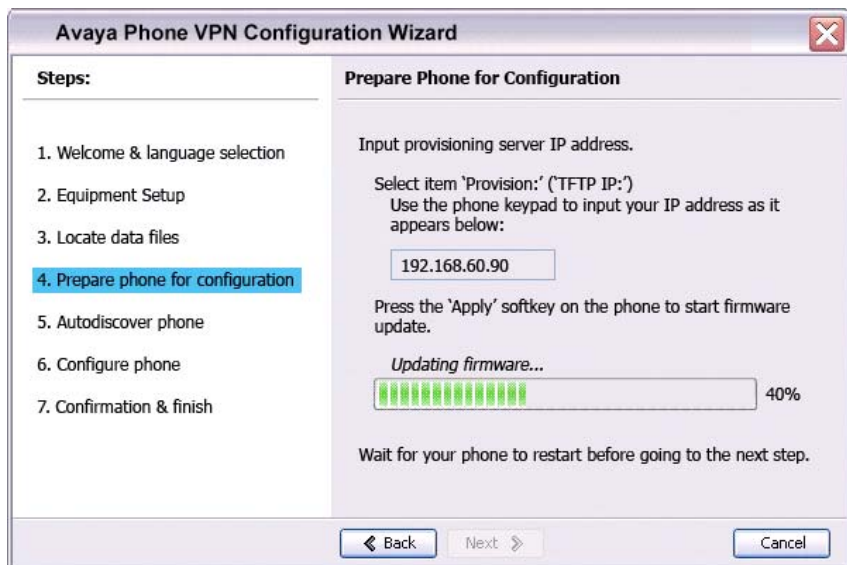 Avaya Phone VPN Configuration Wizard
Steps:
1. Welcome & language selection
2. Equipment Setup
3. Locate data files
4. Prepare phone for configuration
5. Autodiscover phone
6. Configure phone
7. Confirmation & finish
Prepare Phone for Configuration
Input provisioning server IP address.
Select item `Provision:' (`TFTP IP:')
Use the phone keypad to input your IP address as it
appears below:
192.168.60.90
Press the `Apply' softkey on the phone to start firmware
update.
Updating firmware...
40%
Wait for your phone to restart before going to the next step.
Back
Next
Cancel